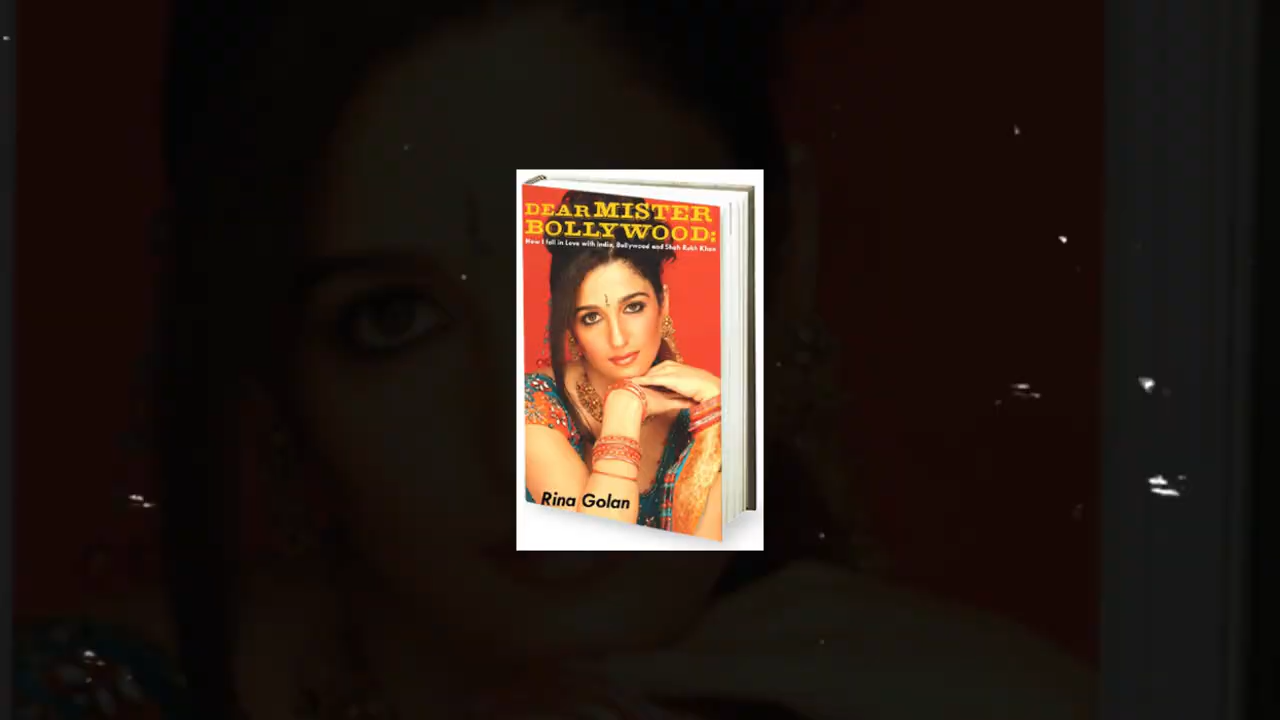 DEAR MISTER
BOLLYWOOD:
How I fell in Love with India, Bollywood and Shah Rukh Khan
Rina Golan